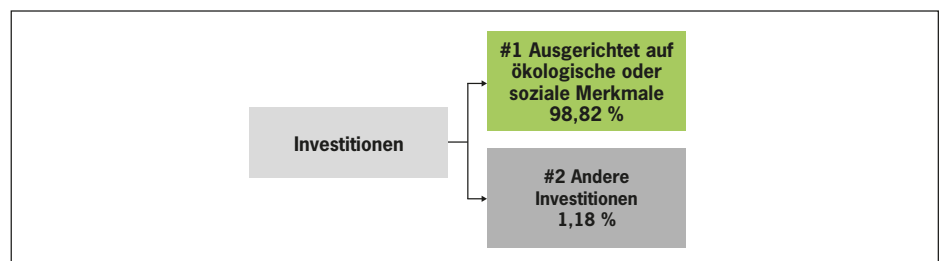 #1 Ausgerichtet auf
ökologische oder
soziale Merkmale
98,82 %
Investitionen
#2 Andere
Investitionen
1,18 %